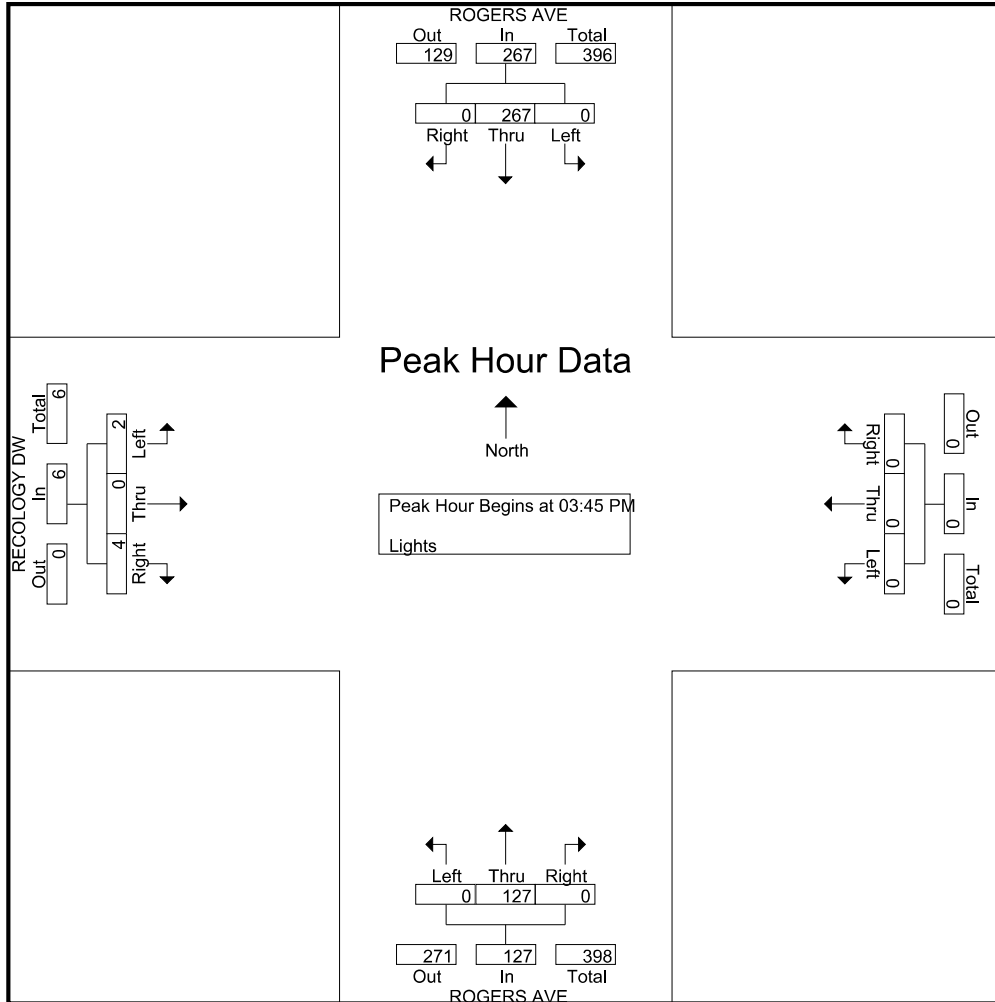 ROGERS AVE
Out In Total
129 267 396
0 267 0
Right Thru Left
Peak Hour Data
North
Peak Hour Begins at 03:45 PM
Lights
RECOLOGY DW
Out In Total
0 6 6
Left Thru Right
2 0 4
Out In Total
0 0 0
Right Thru Left
0 0 0
Left Thru Right
0 127 0
271 127 398
Out In Total
ROGERS AVE